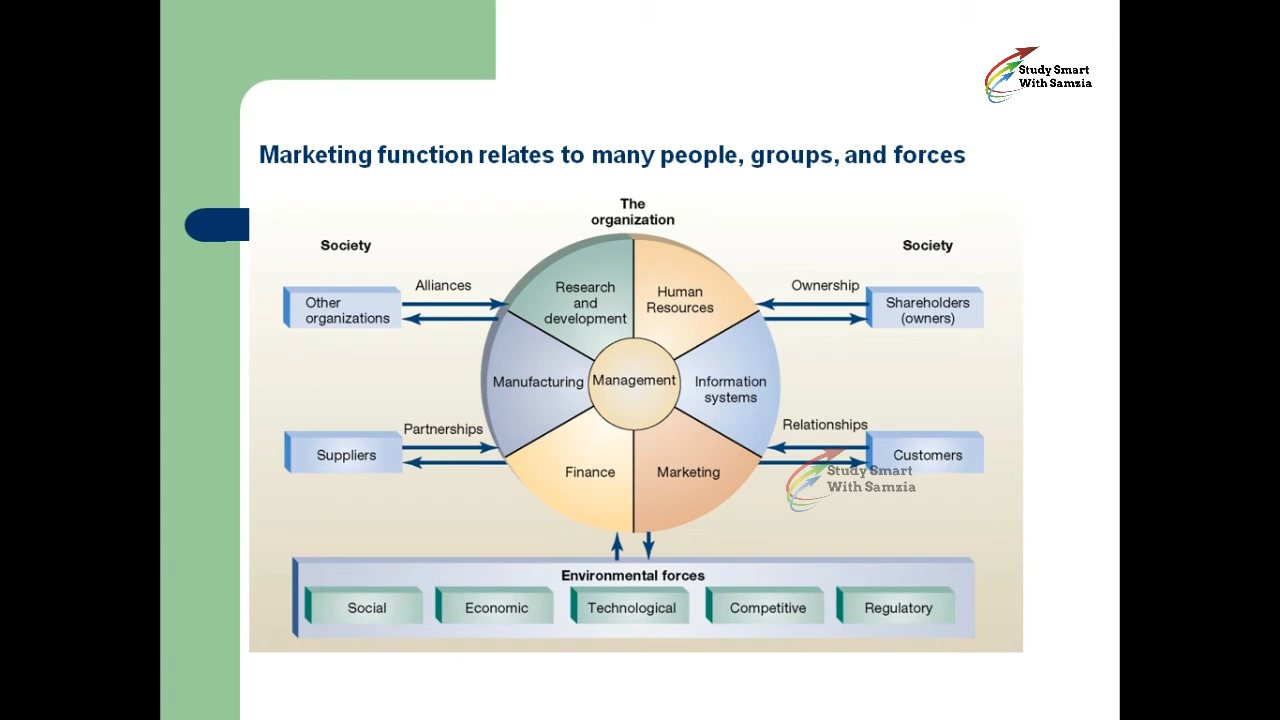 Study Smart
With Samzia
Marketing function relates to many people, groups, and forces
The
organization
Society
Society
Alliances
Other
organizations
Research
and
development
Human
Resources
Ownership
Shareholders
(owners)
Manufacturing
Management
Information
systems
Partnerships
Suppliers
Finance
Marketing
Relationships
Customers
Study Smart
With Samzia
Environmental forces
Social
Economic
Technological
Competitive
Regulatory